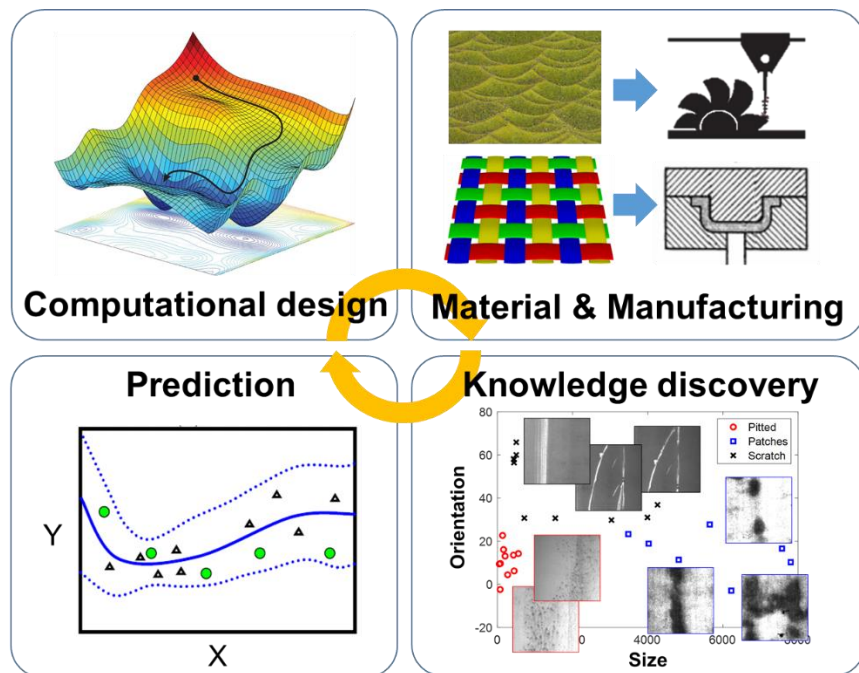 Computational design
Material & Manufacturing
Prediction
Y
X
Knowledge discovery
80
60
40
20
0
-20
Orientation
Pitted
Patches
Scratch
0
0
4000
6000
Size